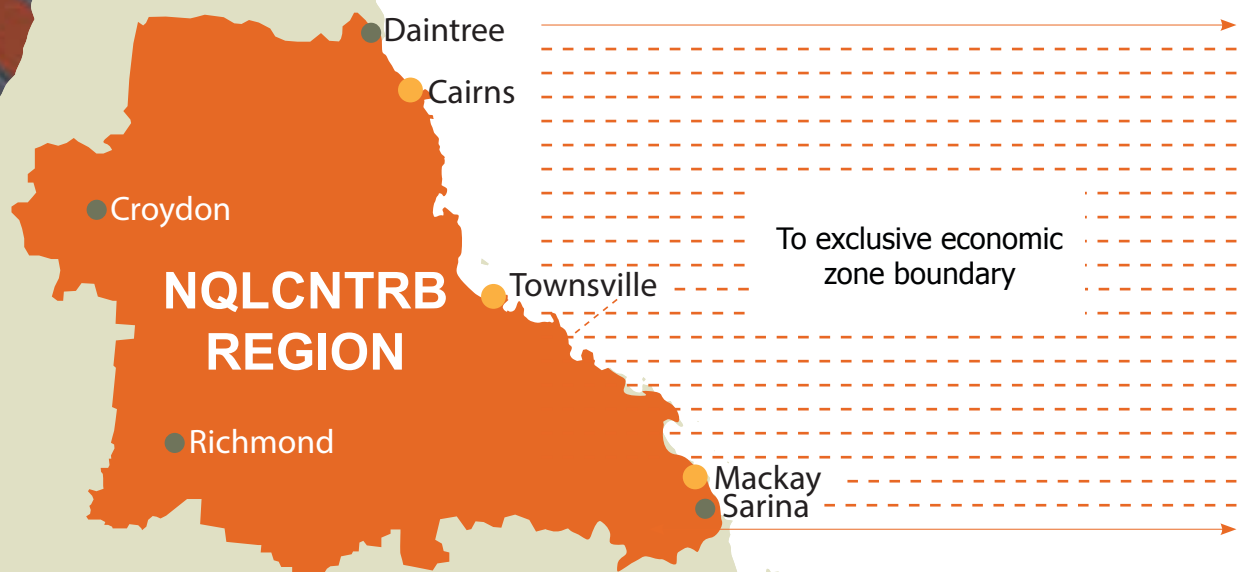 Daintree
Cairns
Croydon
To exclusive economic
zone boundary
NQLCNTRB
REGION
Townsville
Richmond
Mackay
Sarina